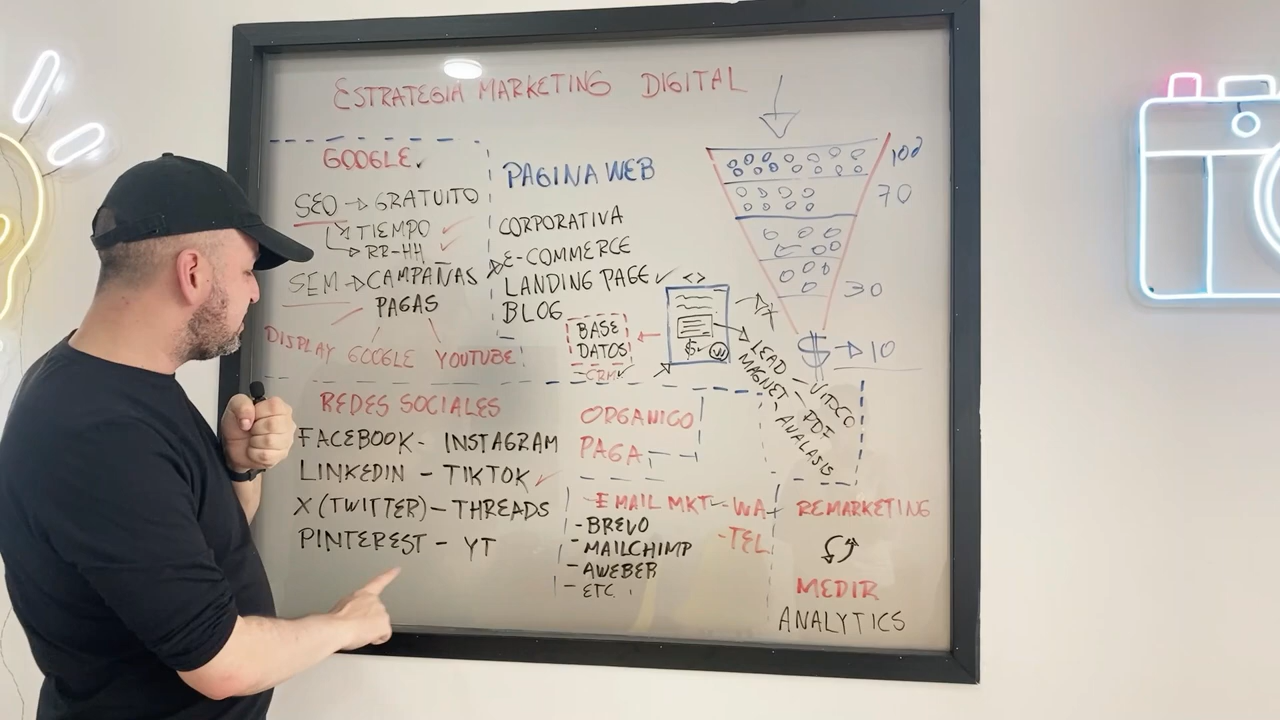 ESTRATEGIA MARKETING DIGITAL
GOOGLE
SEO → GRATUITO
TIEMPO
RR-HH
SEM → CAMPAÑAS
PAGAS
DISPLAY GOOGLE YOUTUBE
PAGINA WEB
CORPORATIVA
E-COMMERCE
LANDING PAGE
BLOG
<>
$
W
BASE
DATOS
CRM
100
70
30
$ → 10
LEAD
MAGNET
- VIDEO
- PDF
- ANALASIS
REDES SOCIALES
FACEBOOK - INSTAGRAM
LINKEDIN - TIKTOK
X (TWITTER) - THREADS
PINTEREST - YT
ORGANICO
PAGA
EMAIL MKT - WA
- TEL
- BREVO
- MAILCHIMP
- AWEBER
- ETC
REMARKETING
MEDIR
ANALYTICS